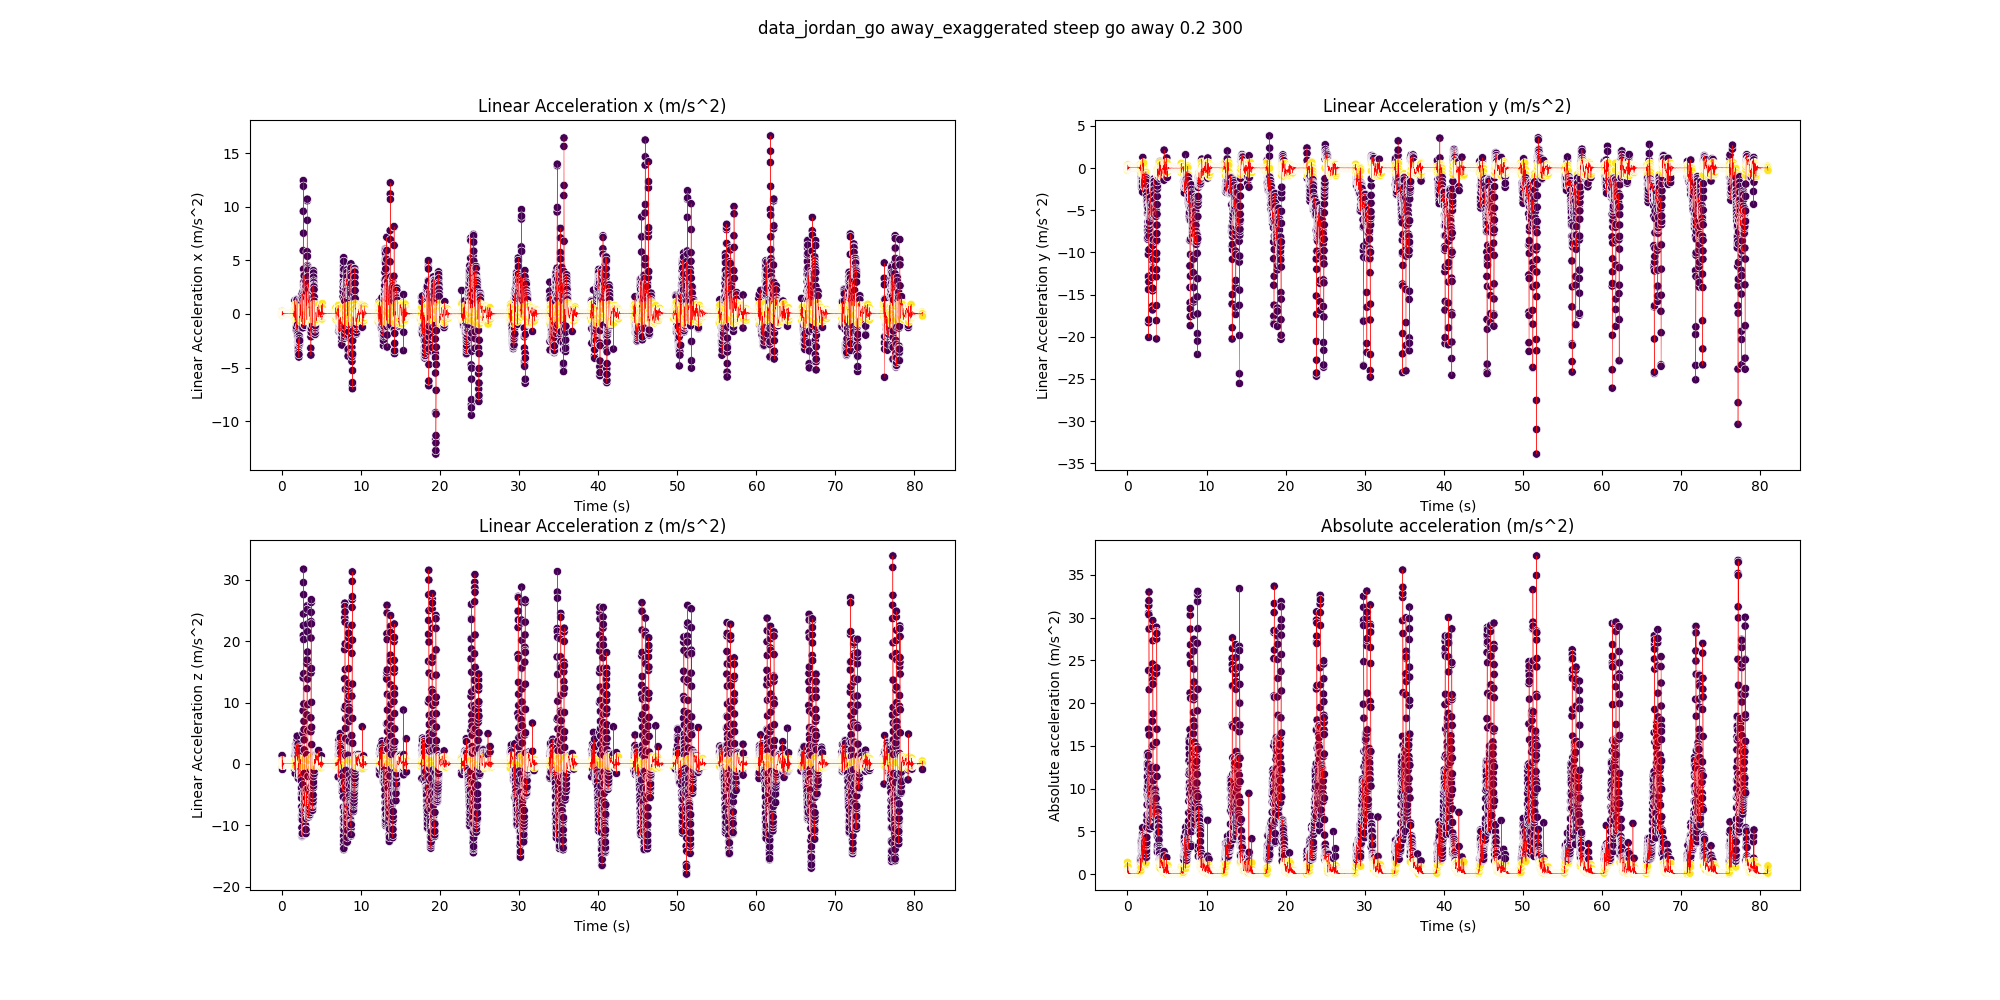 data_jordan_go away_exaggerated steep go away 0.2 300
Linear Acceleration x (m/s^2)
Linear Acceleration x (m/s^2)
15
10
5
0
−5
−10
0 10 20 30 40 50 60 70 80
Time (s)
Linear Acceleration y (m/s^2)
Linear Acceleration y (m/s^2)
5
0
−5
−10
−15
−20
−25
−30
−35
0 10 20 30 40 50 60 70 80
Time (s)
Linear Acceleration z (m/s^2)
Linear Acceleration z (m/s^2)
30
20
10
0
−10
−20
0 10 20 30 40 50 60 70 80
Time (s)
Absolute acceleration (m/s^2)
Absolute acceleration (m/s^2)
35
30
25
20
15
10
5
0
0 10 20 30 40 50 60 70 80
Time (s)